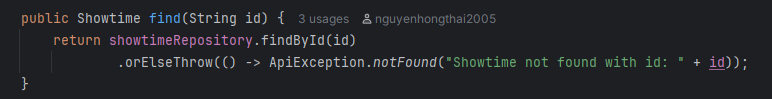 public Showtime find(String id) { 3 usages nguyenhongthai2005
return showtimeRepository.findById(id)
.orElseThrow(() -> ApiException.notFound("Showtime not found with id: " + id));
}